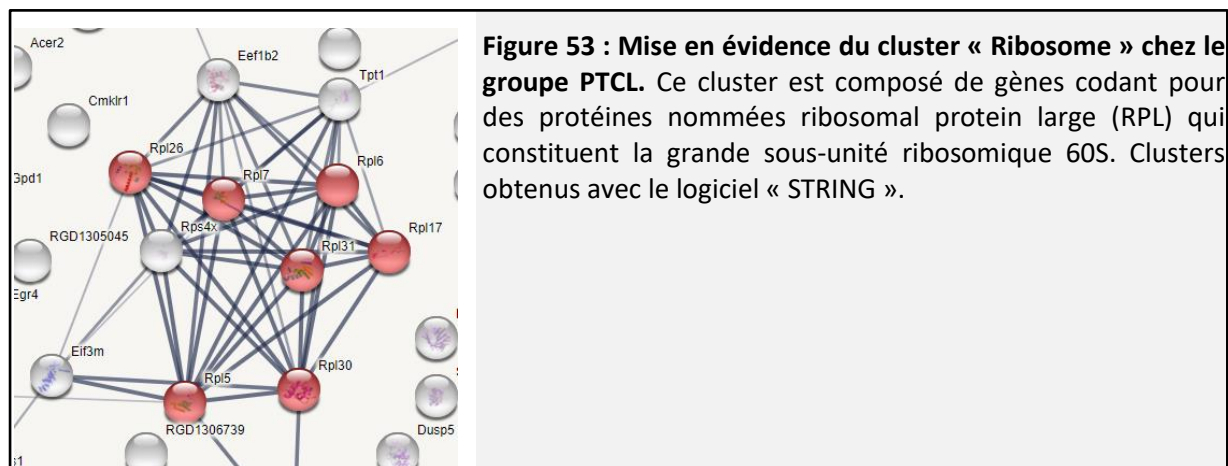 Acer2
Eef1b2
Tpt1
Cmklr1
Rpl26
Rpl6
Gpd1
Rpl7
Rps4x
Rpl17
RGD1305045
Rpl31
Egr4
Eif3m
Rpl30
Rpl5
RGD1306739
Dusp5
s1
Figure 53 : Mise en évidence du cluster « Ribosome » chez le
groupe PTCL. Ce cluster est composé de gènes codant pour
des protéines nommées ribosomal protein large (RPL) qui
constituent la grande sous-unité ribosomique 60S. Clusters
obtenus avec le logiciel « STRING ».